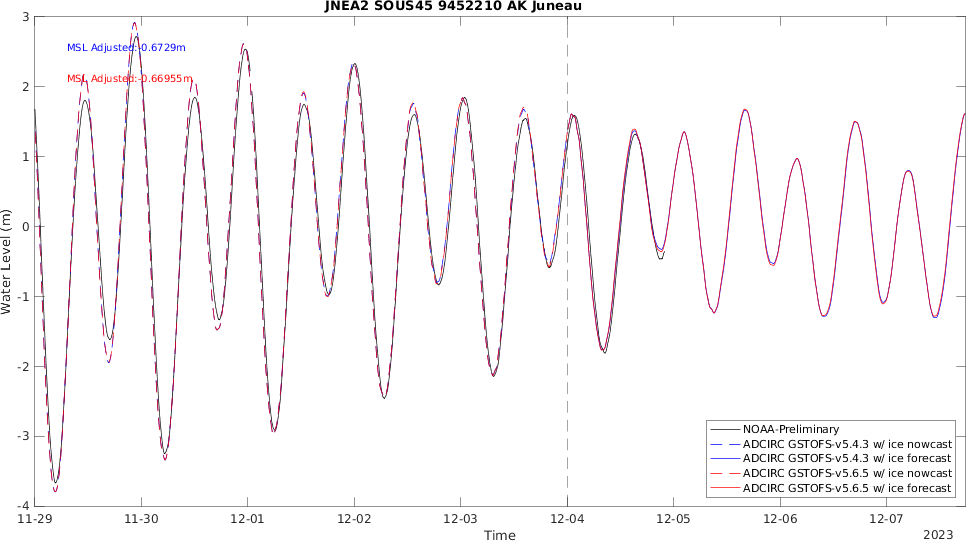 JNEA2 SOUS45 9452210 AK Juneau
MSL Adjusted:-0.6729m
MSL Adjusted:-0.66955m
Water Level (m)
3
2
1
0
-1
-2
-3
-4
11-29 11-30 12-01 12-02 12-03 12-04 12-05 12-06 12-07
Time
2023
NOAA-Preliminary
ADCIRC GSTOFS-v5.4.3 w/ ice nowcast
ADCIRC GSTOFS-v5.4.3 w/ ice forecast
ADCIRC GSTOFS-v5.6.5 w/ ice nowcast
ADCIRC GSTOFS-v5.6.5 w/ ice forecast